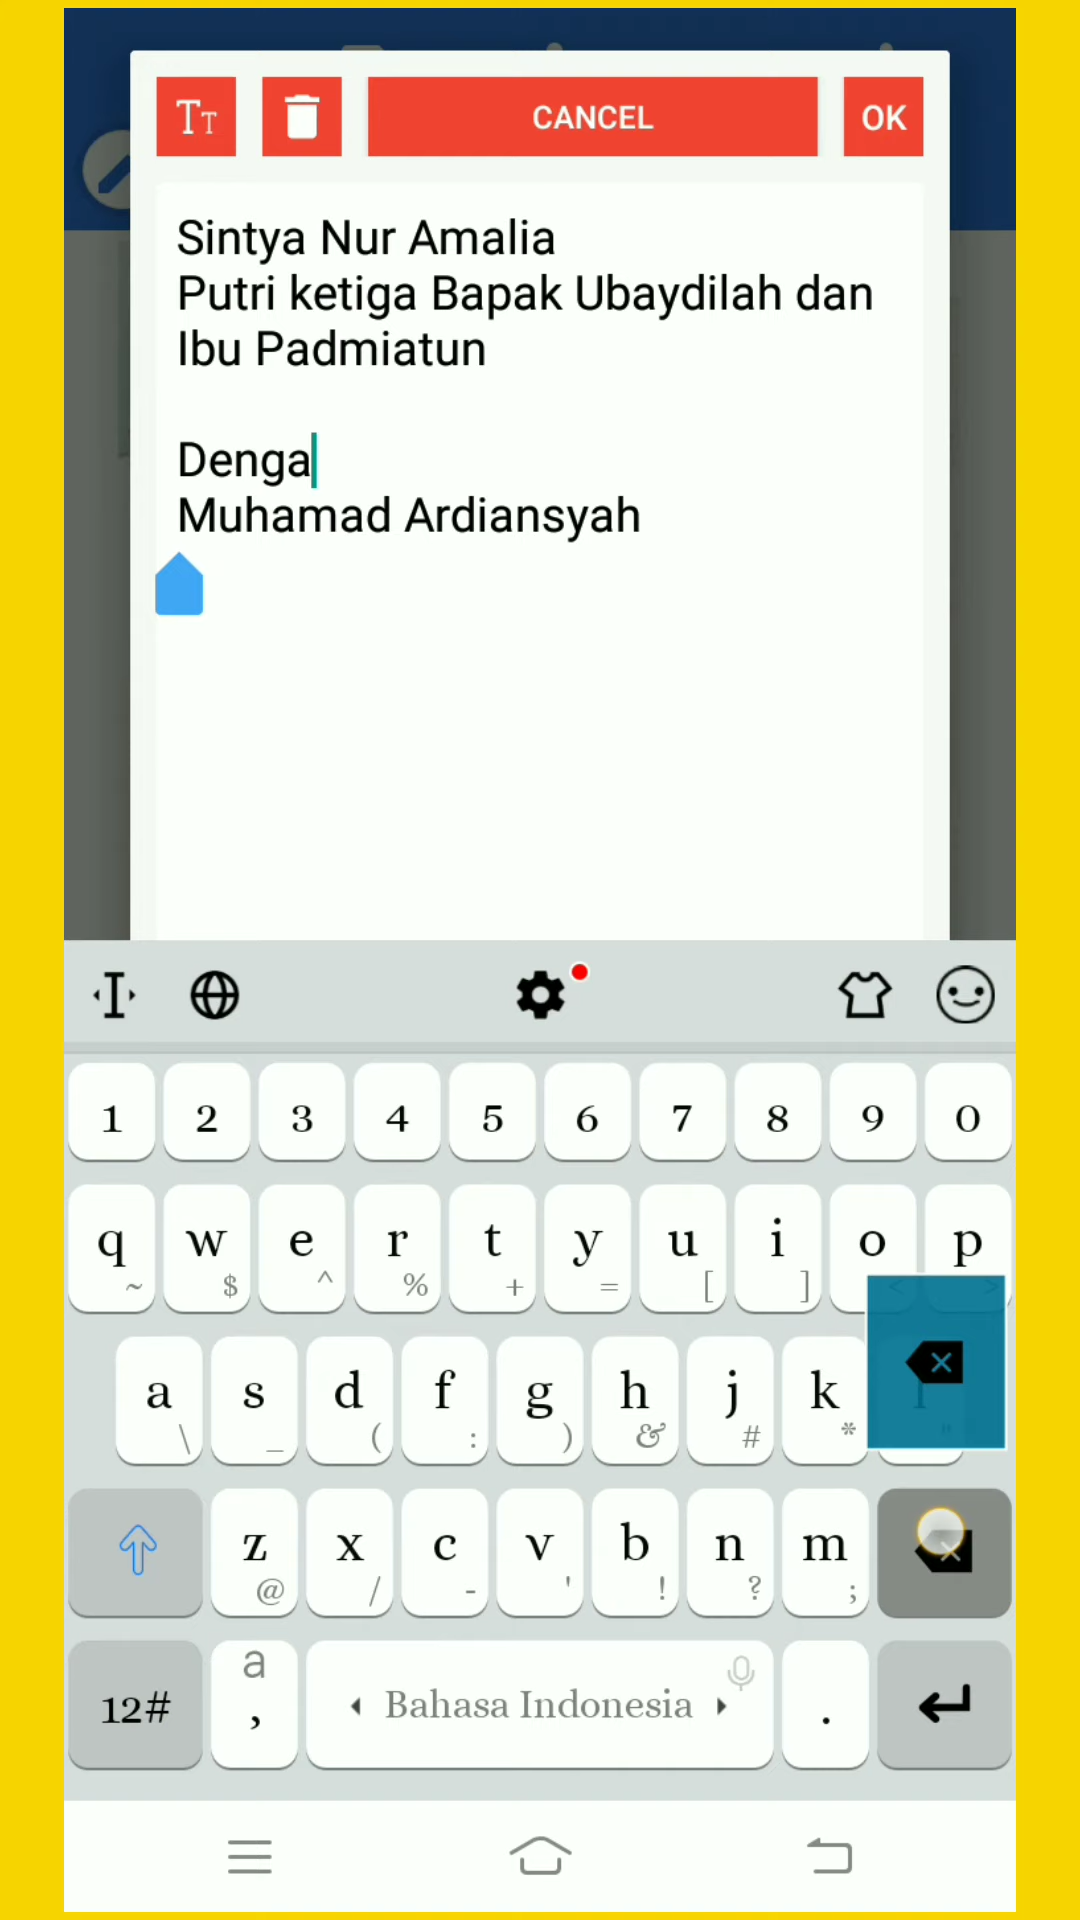 TT
CANCEL
OK
Sintya Nur Amalia
Putri ketiga Bapak Ubaydilah dan
Ibu Padmiatun
Denga
Muhamad Ardiansyah
1 2 3 4 5 6 7 8 9 0
q w e r t y u i o p
~ $ ^ % + = [ ] < >
a s d f g h j k l
\ _ ( : ) & # * "
z x c v b n m
@ / - ' ! ? ;
12# a , Bahasa Indonesia .